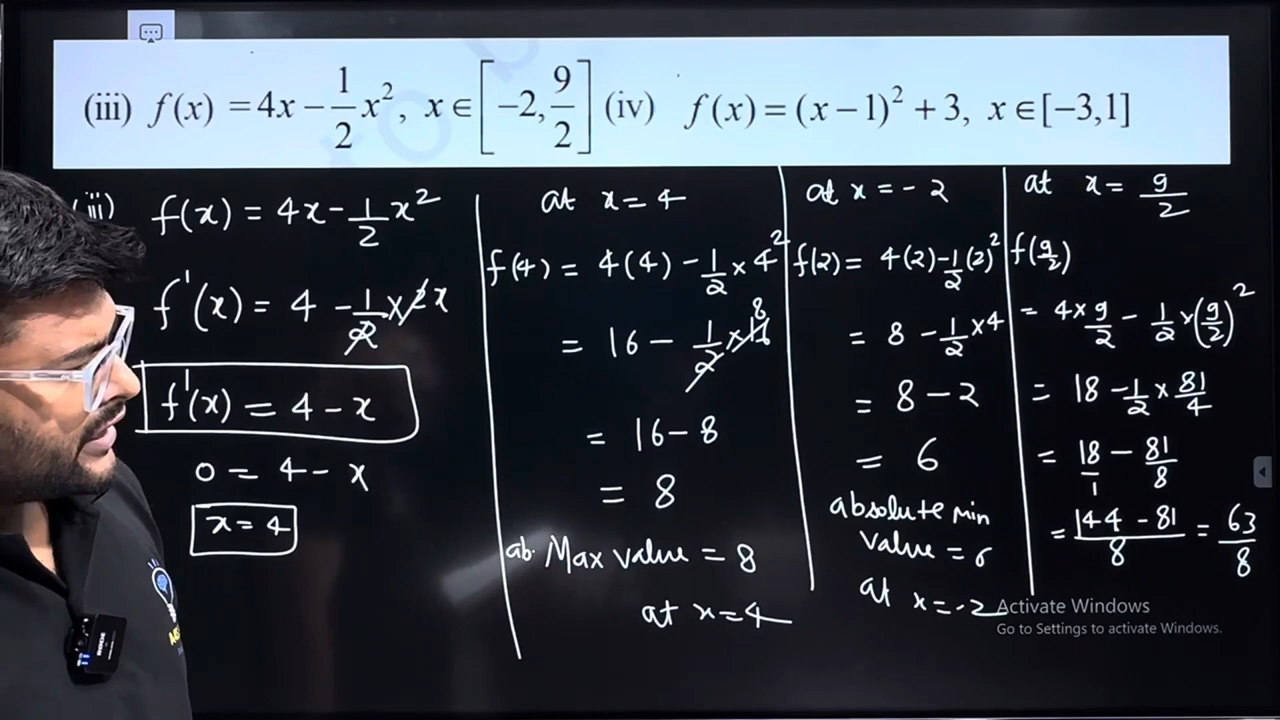 (iii) f(x) = 4x − 1/2 x², x ∈ [−2, 9/2] (iv) f(x) = (x − 1)² + 3, x ∈ [−3, 1]
(iii) f(x) = 4x − 1/2 x²
f'(x) = 4 − 1/2 × 2x
f'(x) = 4 − x
0 = 4 − x
x = 4
at x = 4
f(4) = 4(4) − 1/2 × 4²
= 16 − 1/2 × 16 8
= 16 − 8
= 8
ab. Max value = 8
at x = 4
at x = − 2
f(2) = 4(2) − 1/2 (2)²
= 8 − 1/2 × 4
= 8 − 2
= 6
absolute min
value = 6
at x = −2
at x = 9/2
f(9/2)
= 4 × 9/2 − 1/2 × (9/2)²
= 18 − 1/2 × 81/4
= 18/1 − 81/8
= 144 − 81/8 = 63/8
Activate Windows
Go to Settings to activate Windows.